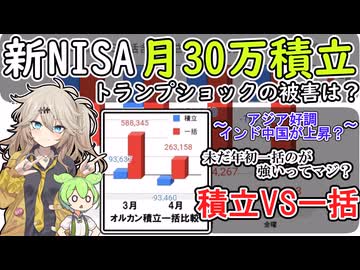 新NISA月30万積立
トランプショックの被害は？
～アジア好調～
インド中国が上昇？
未だ年初一括のが
強いってマジ？
積立VS一括
積立
一括
588,345
93,632
263,158
93,460
3月
4月
オルカン積立一括比較
金曜